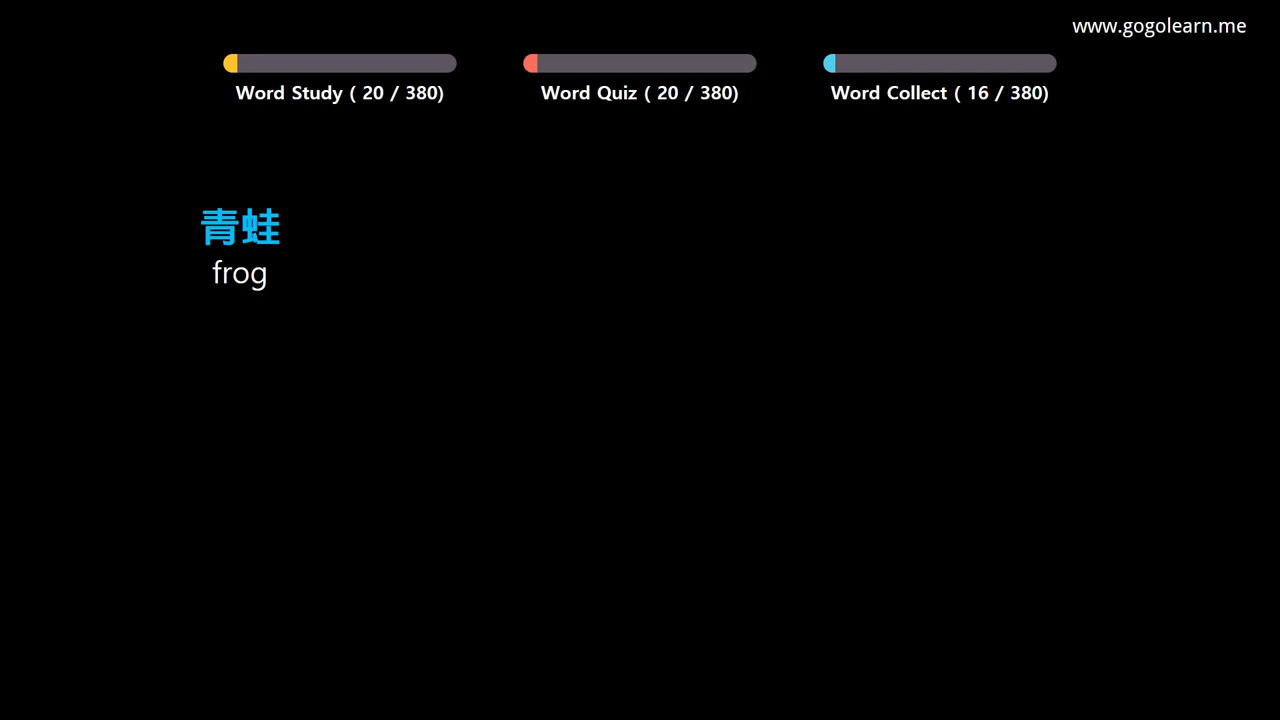 www.gogolearn.me
Word Study ( 20 / 380)
Word Quiz ( 20 / 380)
Word Collect ( 16 / 380)
青蛙
frog